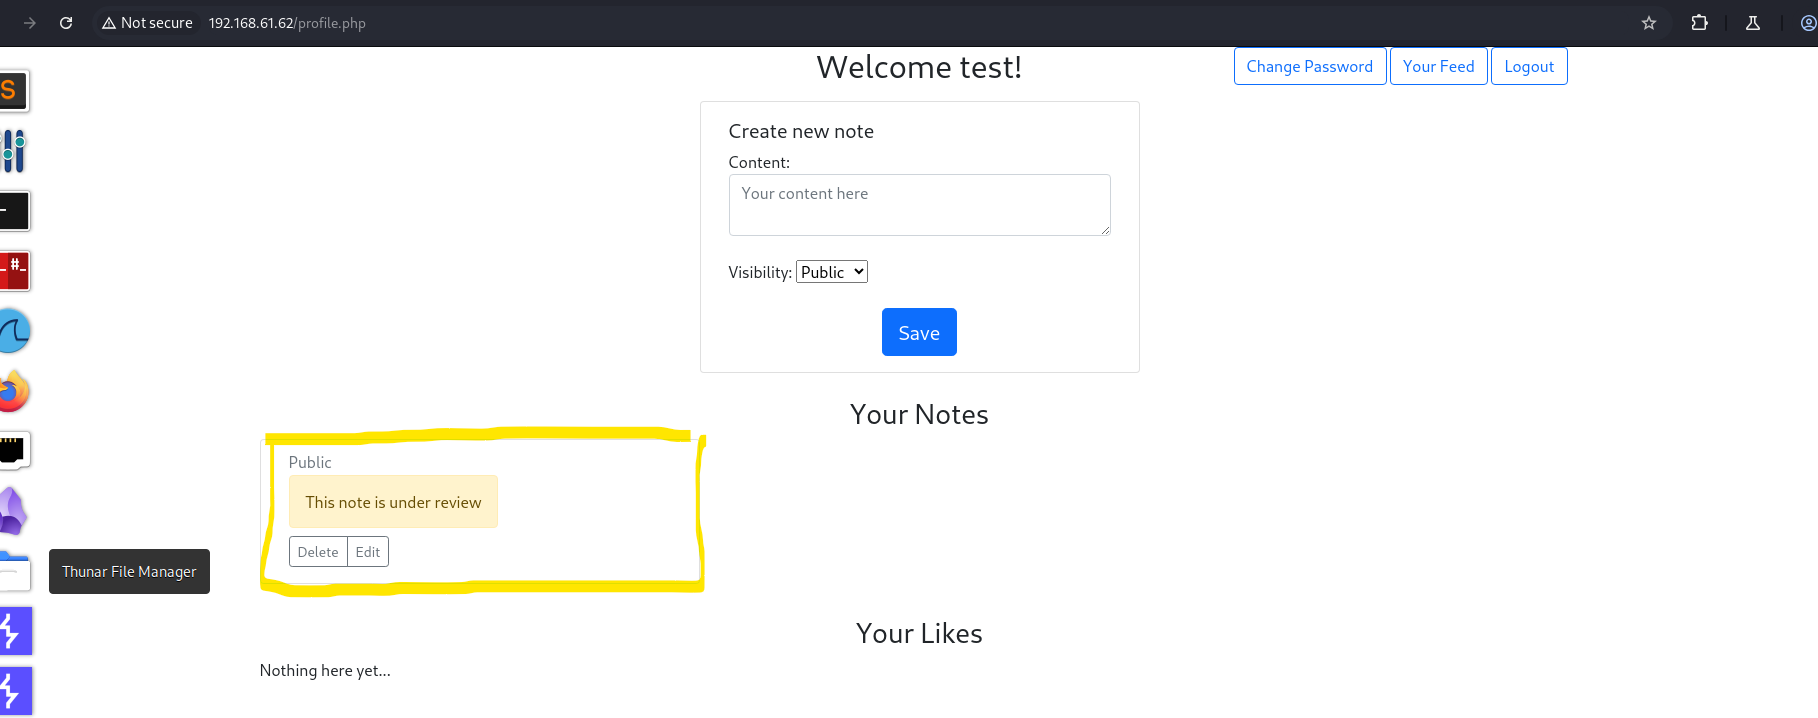 Not secure 192.168.61.62/profile.php
Welcome test!
Change Password Your Feed Logout
Create new note
Content:
Your content here
Visibility: Public
Save
Your Notes
Public
This note is under review
Delete Edit
Thunar File Manager
Your Likes
Nothing here yet...